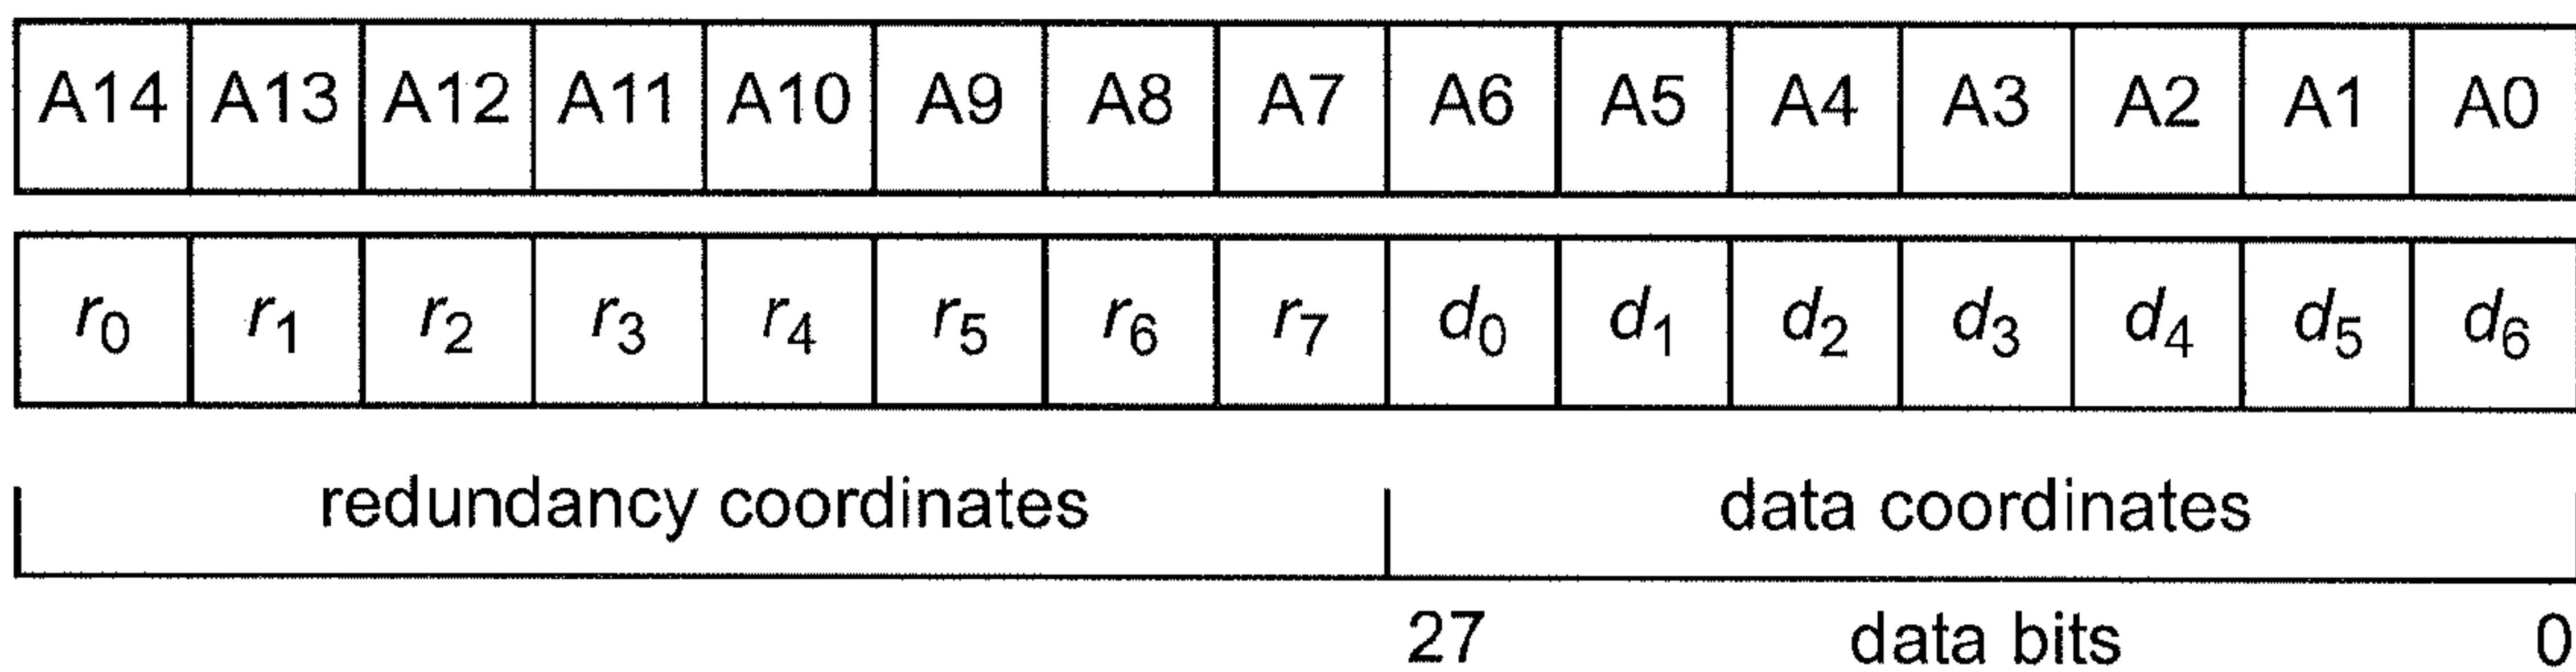 A14 A13 A12 A11 A10 A9 A8 A7 A6 A5 A4 A3 A2 A1 A0
r0 r1 r2 r3 r4 r5 r6 r7 d0 d1 d2 d3 d4 d5 d6
redundancy coordinates data coordinates
27 data bits 0